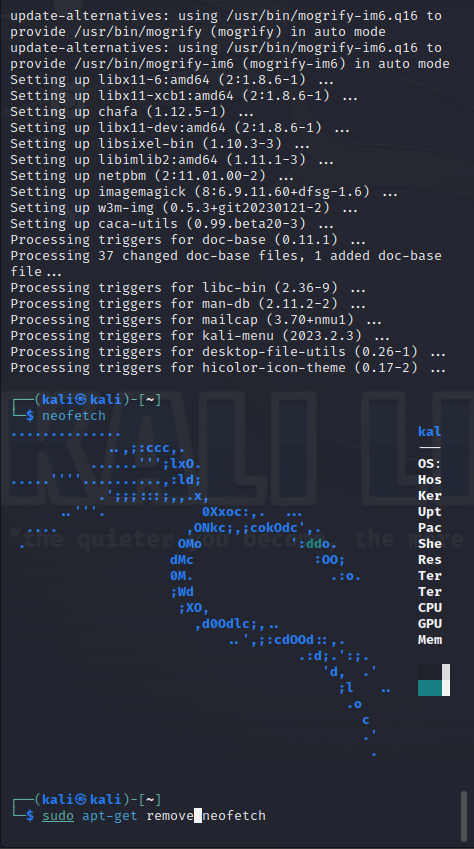 update-alternatives: using /usr/bin/mogrify-im6.q16 to
provide /usr/bin/mogrify (mogrify) in auto mode
update-alternatives: using /usr/bin/mogrify-im6.q16 to
provide /usr/bin/mogrify-im6 (mogrify-im6) in auto mode
Setting up libx11-6:amd64 (2:1.8.6-1) ...
Setting up libx11-xcb1:amd64 (2:1.8.6-1) ...
Setting up chafa (1.12.5-1) ...
Setting up libx11-dev:amd64 (2:1.8.6-1) ...
Setting up libsixel-bin (1.10.3-3) ...
Setting up libimlib2:amd64 (1.11.1-3) ...
Setting up netpbm (2:11.01.00-2) ...
Setting up imagemagick (8:6.9.11.60+dfsg-1.6) ...
Setting up w3m-img (0.5.3+git20230121-2) ...
Setting up caca-utils (0.99.beta20-3) ...
Processing triggers for doc-base (0.11.1) ...
Processing 37 changed doc-base files, 1 added doc-base
file...
Processing triggers for libc-bin (2.36-9) ...
Processing triggers for man-db (2.11.2-2) ...
Processing triggers for mailcap (3.70+nmu1) ...
Processing triggers for kali-menu (2023.2.3) ...
Processing triggers for desktop-file-utils (0.26-1) ...
Processing triggers for hicolor-icon-theme (0.17-2) ...
┌──(kali㉿kali)-[~]
└─$ neofetch
..............
..,;:ccc,. kal
......''';lxO. ---
.....''''..........,:ld; OS:
.';;;:::;,,.x, Hos
..'''. 0Xxoc:,. ... Ker
.... ,ONkc;,;cokOdc',. Upt
. OMo ':ddo. Pac
dMc :OO; She
0M. .:o. Res
;Wd Ter
;XO, Ter
,d0Odlc;,.. CPU
..',;:cdOOd::,. GPU
.:d;.':;. Mem
'd, .'
;l ..
.o
c
.'
.
KALI LI
"the quieter you become, the more
┌──(kali㉿kali)-[~]
└─$ sudo apt-get remove neofetch